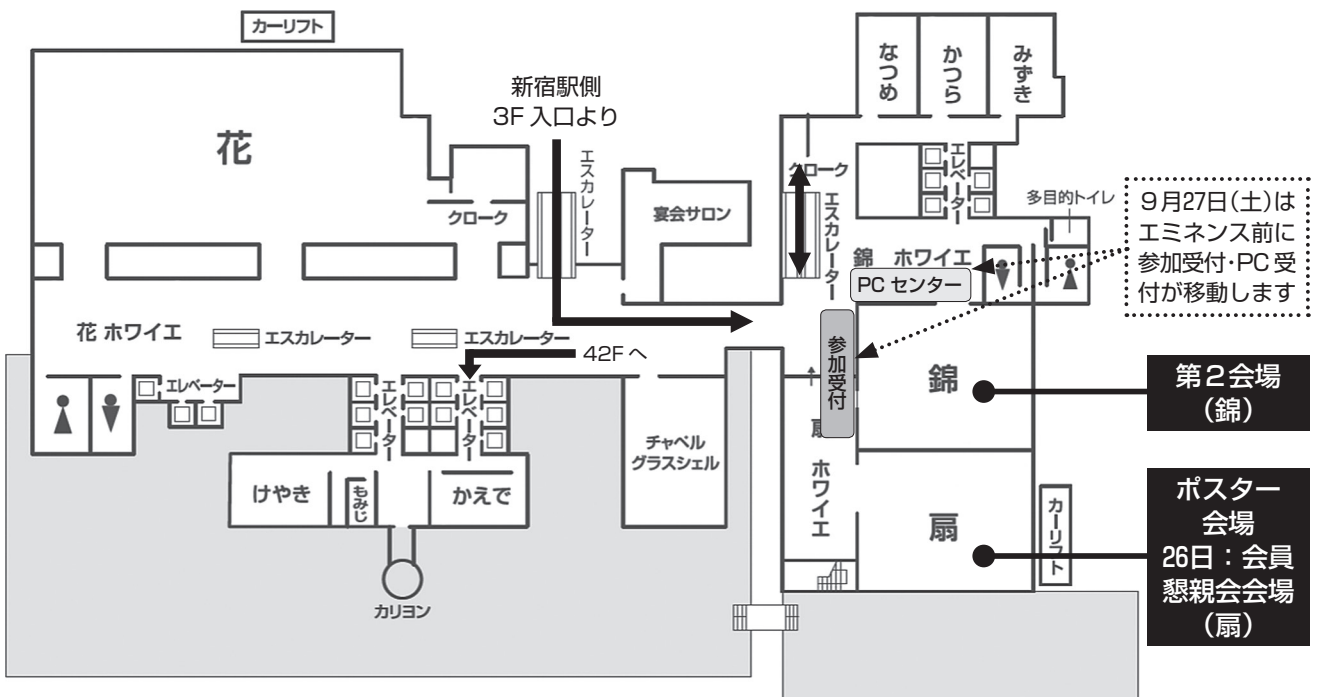 カーリフト
新宿駅側
3F 入口より
花
クローク
エスカレーター
宴会サロン
花 ホワイエ
エスカレーター
エスカレーター
42F へ
エレベーター
エレベーター
エレベーター
けやき
もみじ
かえで
カリヨン
チャペル
グラスシェル
なつめ
かつら
みずき
クローク
エスカレーター
エレベーター
多目的トイレ
錦 ホワイエ
PC センター
参加受付
錦
扇
ホワイエ
扇
カーリフト
9月27日(土)は
エミネンス前に
参加受付・PC 受
付が移動します
第2会場
(錦)
ポスター
会場
26日:会員
懇親会会場
(扇)